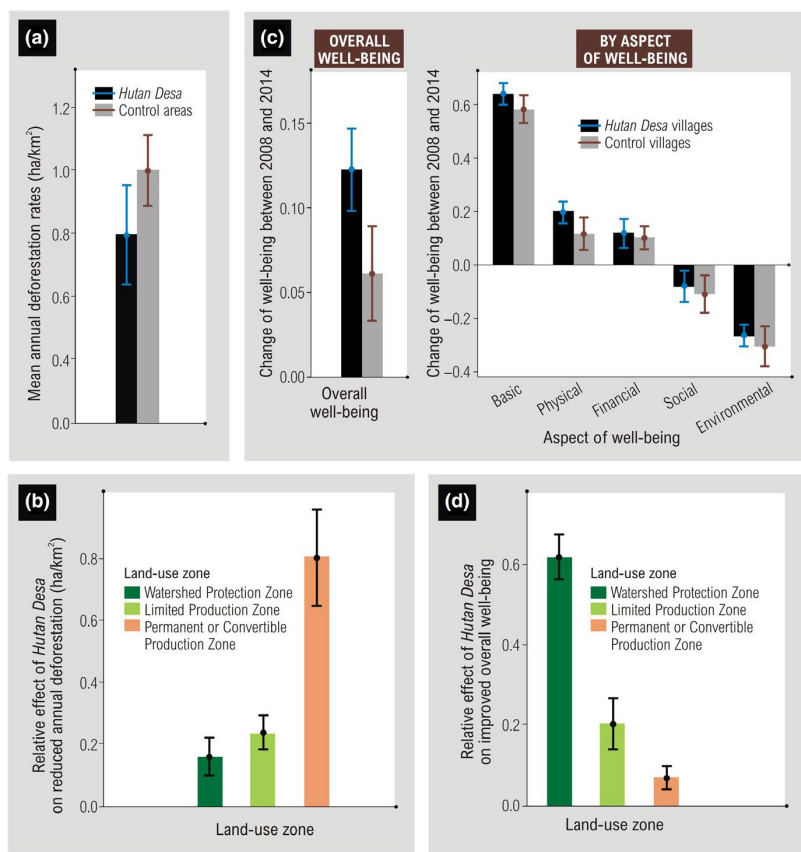 (a)
Hutan Desa
Control areas
Mean annual deforestation rates (ha/km²)
1.2
1.0
0.8
0.6
0.4
0.0
(c)
OVERALL
WELL-BEING
Change of well-being between 2008 and 2014
0.15
0.10
0.05
0.00
Overall
well-being
BY ASPECT
OF WELL-BEING
Hutan Desa villages
Control villages
Change of well-being between 2008 and 2014
0.6
0.4
0.2
0.0
−0.2
−0.4
Basic
Physical
Financial
Social
Environmental
Aspect of well-being
(b)
Relative effect of Hutan Desa
on reduced annual deforestation (ha/km²)
0.8
0.6
0.4
0.2
0.0
Land-use zone
Watershed Protection Zone
Limited Production Zone
Permanent or Convertible
Production Zone
Land-use zone
(d)
Relative effect of Hutan Desa
on improved overall well-being
0.6
0.4
0.2
0.0
Land-use zone
Watershed Protection Zone
Limited Production Zone
Permanent or Convertible
Production Zone
Land-use zone